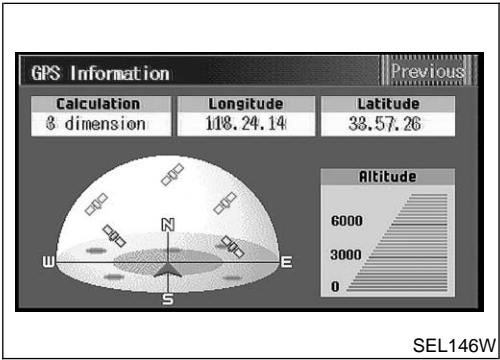 GPS Information Previous
Calculation Longitude Latitude
3 dimension 118.24.14 33.57.26
Altitude
6000
3000
0
N
W E
S
SEL146W